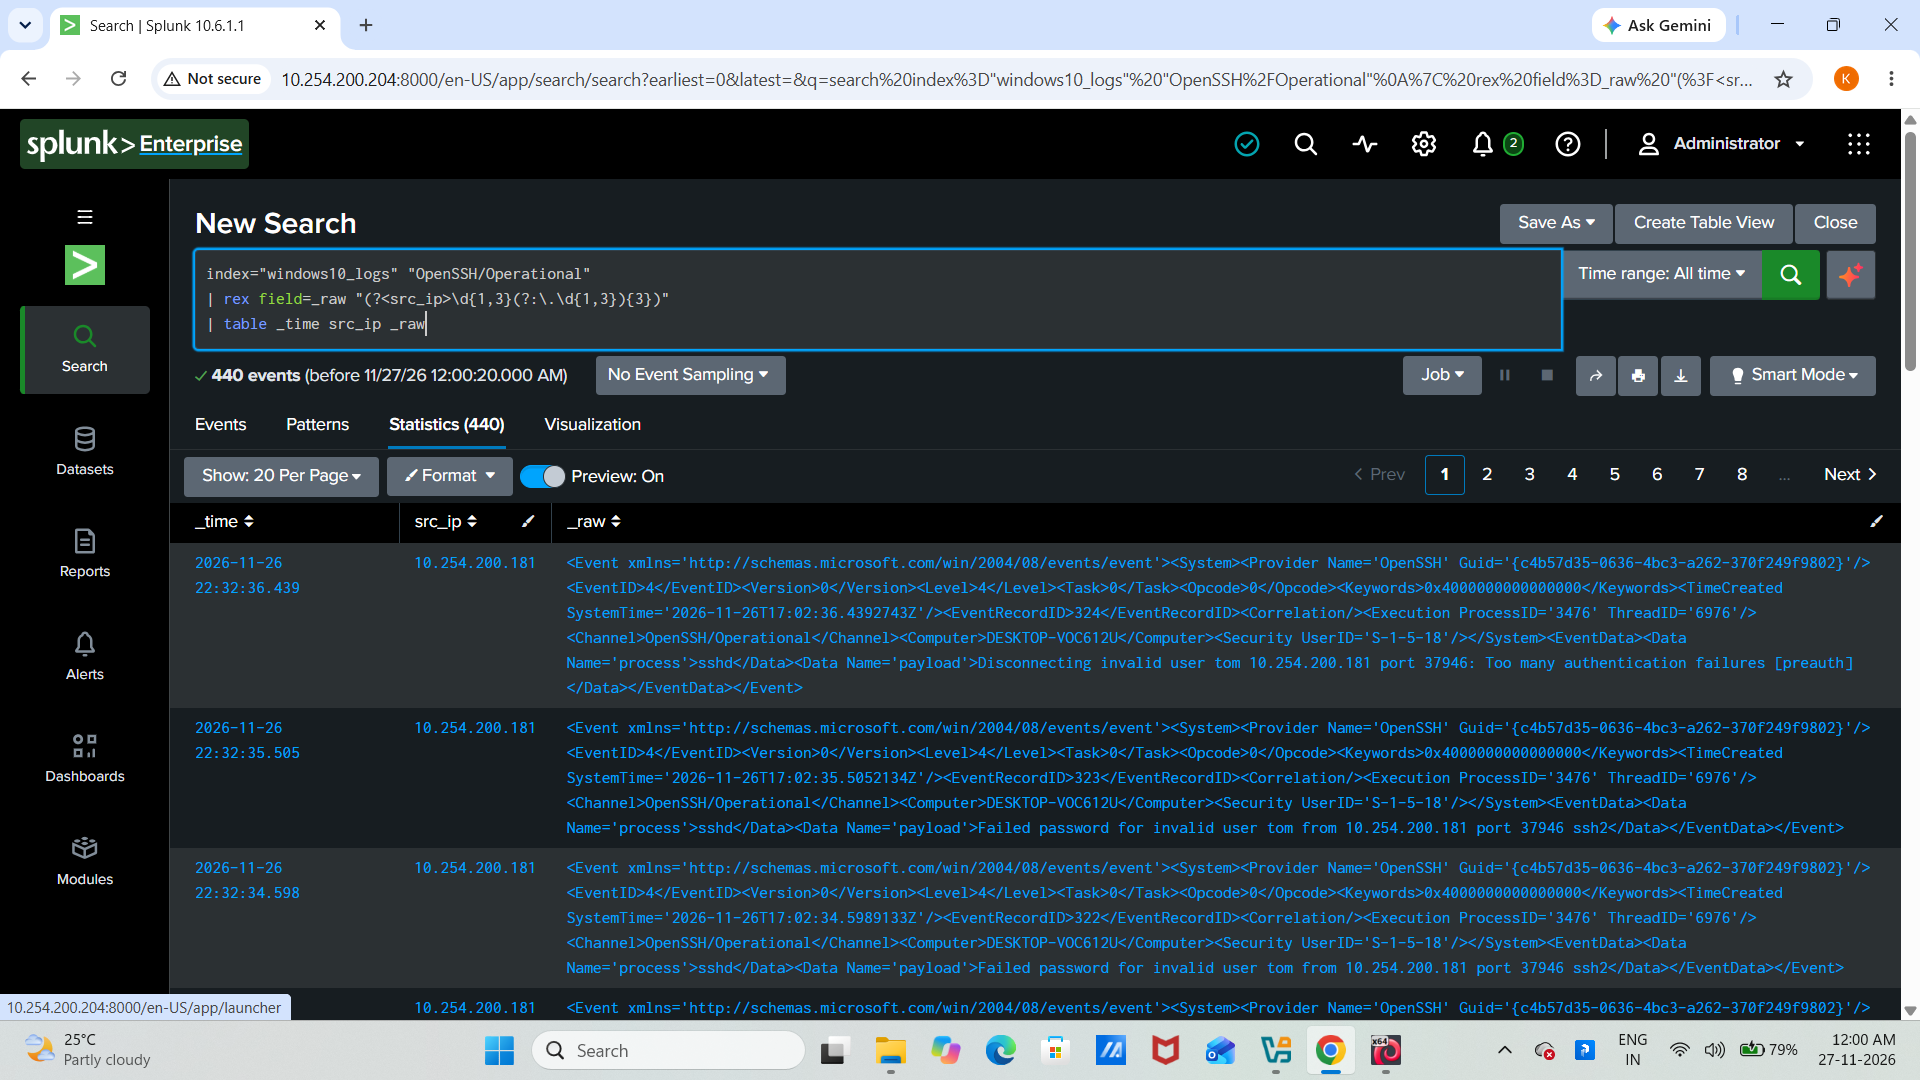 Search | Splunk 10.6.1.1
Ask Gemini
Not secure
10.254.200.204:8000/en-US/app/search/search?earliest=0&latest=&q=search%20index%3D"windows10_logs"%20"OpenSSH%2FOperational"%0A%7C%20rex%20field%3D_raw%20"(%3F<sr...
K
splunk>Enterprise
2
Administrator
New Search
Save As
Create Table View
Close
index="windows10_logs" "OpenSSH/Operational"
| rex field=_raw "(?<src_ip>\d{1,3}(?:\.\d{1,3}){3})"
| table _time src_ip _raw
Time range: All time
440 events (before 11/27/26 12:00:20.000 AM)
No Event Sampling
Job
Smart Mode
Search
Datasets
Reports
Alerts
Dashboards
Modules
Events
Patterns
Statistics (440)
Visualization
Show: 20 Per Page
Format
Preview: On
< Prev
1
2
3
4
5
6
7
8
...
Next >
_time
src_ip
_raw
2026-11-26
22:32:36.439
10.254.200.181
<Event xmlns='http://schemas.microsoft.com/win/2004/08/events/event'><System><Provider Name='OpenSSH' Guid='{c4b57d35-0636-4bc3-a262-370f249f9802}'/>
<EventID>4</EventID><Version>0</Version><Level>4</Level><Task>0</Task><Opcode>0</Opcode><Keywords>0x4000000000000000</Keywords><TimeCreated
SystemTime='2026-11-26T17:02:36.4392743Z'/><EventRecordID>324</EventRecordID><Correlation/><Execution ProcessID='3476' ThreadID='6976'/>
<Channel>OpenSSH/Operational</Channel><Computer>DESKTOP-VOC612U</Computer><Security UserID='S-1-5-18'/></System><EventData><Data
Name='process'>sshd</Data><Data Name='payload'>Disconnecting invalid user tom 10.254.200.181 port 37946: Too many authentication failures [preauth]
</Data></EventData></Event>
2026-11-26
22:32:35.505
10.254.200.181
<Event xmlns='http://schemas.microsoft.com/win/2004/08/events/event'><System><Provider Name='OpenSSH' Guid='{c4b57d35-0636-4bc3-a262-370f249f9802}'/>
<EventID>4</EventID><Version>0</Version><Level>4</Level><Task>0</Task><Opcode>0</Opcode><Keywords>0x4000000000000000</Keywords><TimeCreated
SystemTime='2026-11-26T17:02:35.5052134Z'/><EventRecordID>323</EventRecordID><Correlation/><Execution ProcessID='3476' ThreadID='6976'/>
<Channel>OpenSSH/Operational</Channel><Computer>DESKTOP-VOC612U</Computer><Security UserID='S-1-5-18'/></System><EventData><Data
Name='process'>sshd</Data><Data Name='payload'>Failed password for invalid user tom from 10.254.200.181 port 37946 ssh2</Data></EventData></Event>
2026-11-26
22:32:34.598
10.254.200.181
<Event xmlns='http://schemas.microsoft.com/win/2004/08/events/event'><System><Provider Name='OpenSSH' Guid='{c4b57d35-0636-4bc3-a262-370f249f9802}'/>
<EventID>4</EventID><Version>0</Version><Level>4</Level><Task>0</Task><Opcode>0</Opcode><Keywords>0x4000000000000000</Keywords><TimeCreated
SystemTime='2026-11-26T17:02:34.5989133Z'/><EventRecordID>322</EventRecordID><Correlation/><Execution ProcessID='3476' ThreadID='6976'/>
<Channel>OpenSSH/Operational</Channel><Computer>DESKTOP-VOC612U</Computer><Security UserID='S-1-5-18'/></System><EventData><Data
Name='process'>sshd</Data><Data Name='payload'>Failed password for invalid user tom from 10.254.200.181 port 37946 ssh2</Data></EventData></Event>
10.254.200.181
<Event xmlns='http://schemas.microsoft.com/win/2004/08/events/event'><System><Provider Name='OpenSSH' Guid='{c4b57d35-0636-4bc3-a262-370f249f9802}'/>
10.254.200.204:8000/en-US/app/launcher
25°C
Partly cloudy
Search
x64
ENG
IN
79%
12:00 AM
27-11-2026